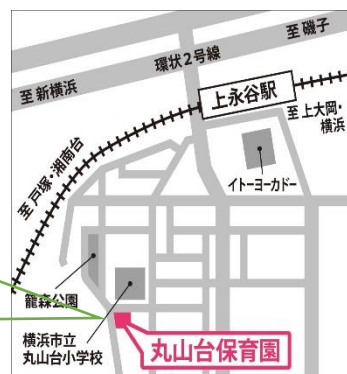 至磯子
環状2号線
至新横浜
上永谷駅
至上大岡・
横浜
至戸塚・湘南台
イトーヨーカドー
龍森公園
横浜市立
丸山台小学校
丸山台保育園